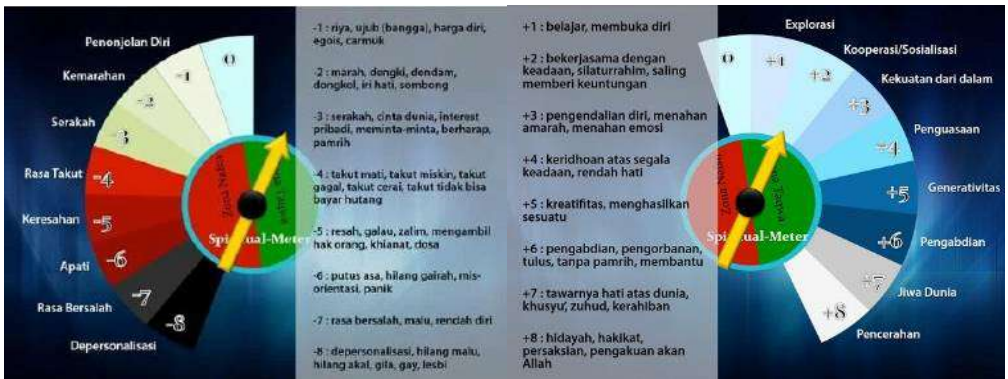 Penonjolan Diri
Kemarahan
Serakah
Rasa Takut
Keresahan
Apati
Rasa Bersalah
Depersonalisasi
0
-1
-2
-3
-4
-5
-6
-7
-8
Zona Nafsu
Zona Taqwa
Spiritual-Meter
-1 : riya, ujub (bangga), harga diri,
egois, carmuk
-2 : marah, dengki, dendam,
dongkol, iri hati, sombong
-3 : serakah, cinta dunia, interest
pribadi, meminta-minta, berharap,
pamrih
-4 : takut mati, takut miskin, takut
gagal, takut cerai, takut tidak bisa
bayar hutang
-5 : resah, galau, zalim, mengambil
hak orang, khianat, dosa
-6 : putus asa, hilang gairah, mis-
orientasi, panik
-7 : rasa bersalah, malu, rendah diri
-8 : depersonalisasi, hilang malu,
hilang akal, gila, gay, lesbi
+1 : belajar, membuka diri
+2 : bekerjasama dengan
keadaan, silaturrahim, saling
memberi keuntungan
+3 : pengendalian diri, menahan
amarah, menahan emosi
+4 : keridhoan atas segala
keadaan, rendah hati
+5 : kreatifitas, menghasilkan
sesuatu
+6 : pengabdian, pengorbanan,
tulus, tanpa pamrih, membantu
+7 : tawarnya hati atas dunia,
khusyu', zuhud, kerahiban
+8 : hidayah, hakikat,
persaksian, pengakuan akan
Allah
Explorasi
Kooperasi/Sosialisasi
Kekuatan dari dalam
Penguasaan
Generativitas
Pengabdian
Jiwa Dunia
Pencerahan
0
+1
+2
+3
+4
+5
+6
+7
+8
Zona Taqwa
Spiritual-Meter